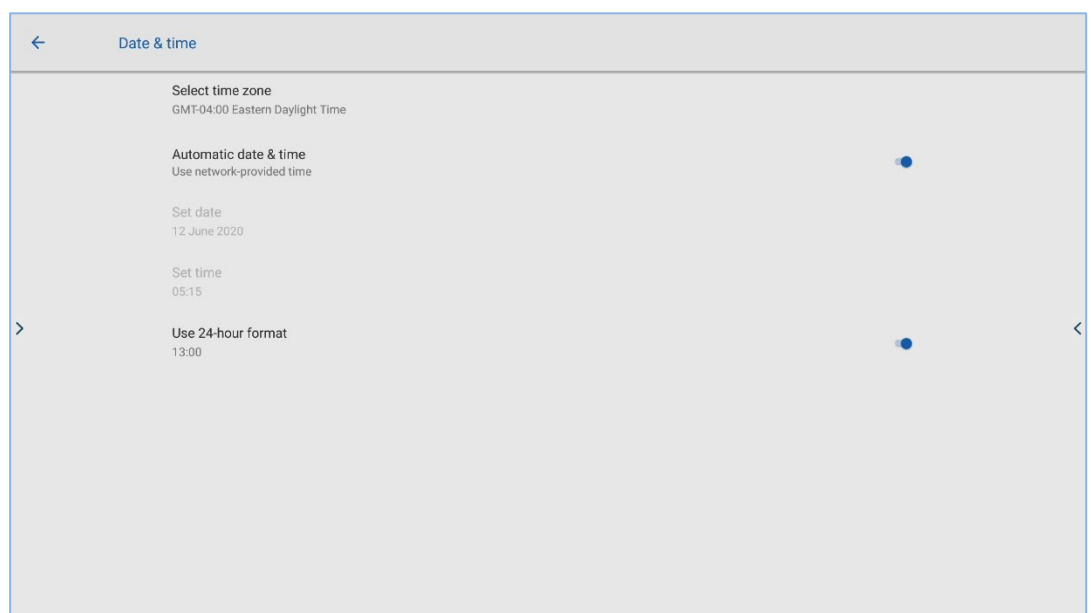 Date & time
Select time zone
GMT-04:00 Eastern Daylight Time
Automatic date & time
Use network-provided time
Set date
12 June 2020
Set time
05:15
Use 24-hour format
13:00